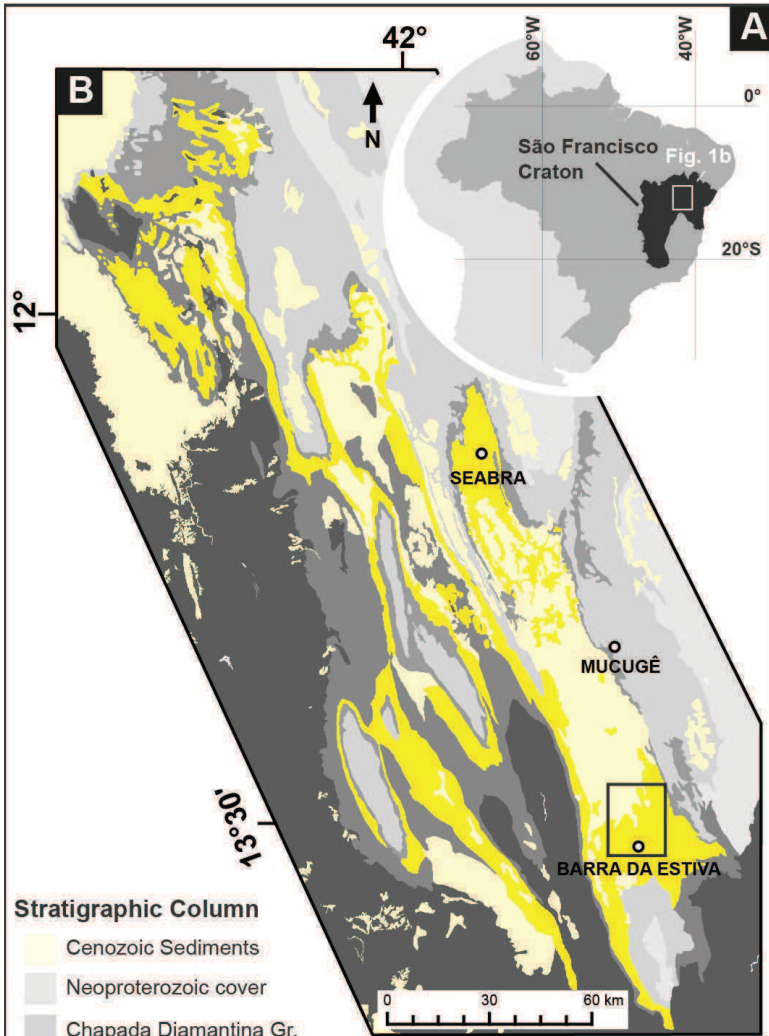 A
B
42°
N
60°W
40°W
0°
São Francisco
Craton
Fig. 1b
20°S
12°
SEABRA
MUCUGÊ
13°30'
BARRA DA ESTIVA
Stratigraphic Column
Cenozoic Sediments
Neoproterozoic cover
Chapada Diamantina Gr.
0 30 60 km